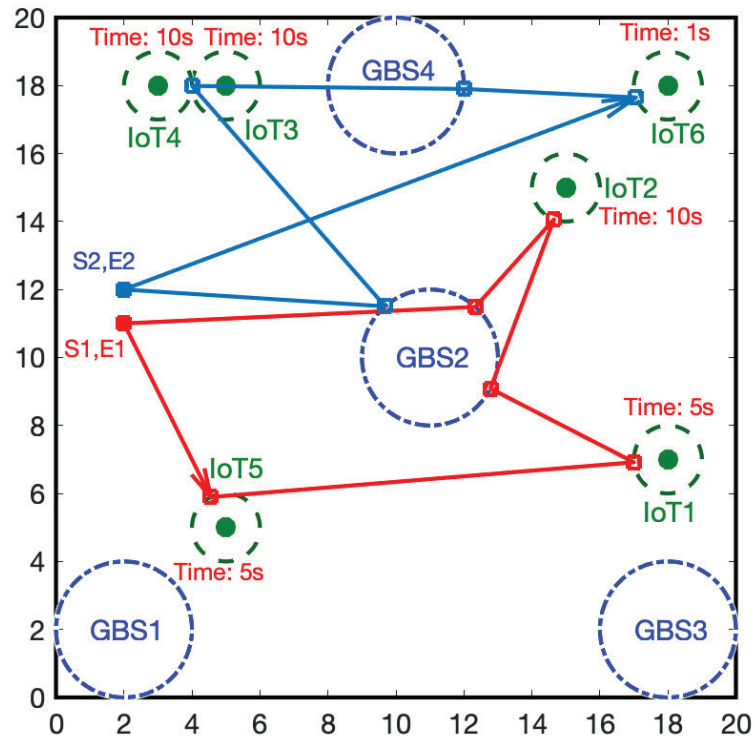 20
Time: 10s Time: 10s Time: 1s
GBS4
18
IoT4 IoT3 IoT6
16
IoT2
14
Time: 10s
S2,E2
12
S1,E1
10
GBS2
8
Time: 5s
IoT5
6
IoT1
4
Time: 5s
2
GBS1 GBS3
0
0 2 4 6 8 10 12 14 16 18 20